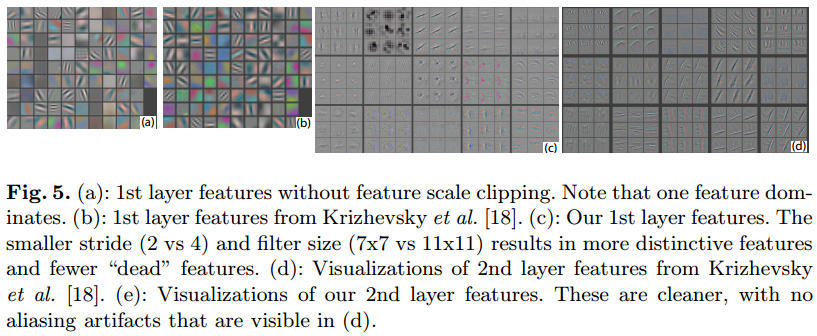 (a)
(b)
(c)
(d)
Fig. 5. (a): 1st layer features without feature scale clipping. Note that one feature dom-
inates. (b): 1st layer features from Krizhevsky et al. [18]. (c): Our 1st layer features. The
smaller stride (2 vs 4) and filter size (7x7 vs 11x11) results in more distinctive features
and fewer “dead” features. (d): Visualizations of 2nd layer features from Krizhevsky
et al. [18]. (e): Visualizations of our 2nd layer features. These are cleaner, with no
aliasing artifacts that are visible in (d).